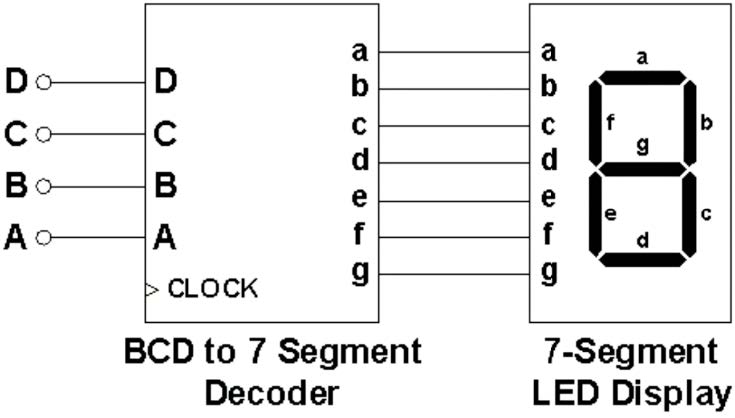 D D a a a
b b
C C c c f b
d d g
B B e e e c
A A f f d
g g
CLOCK
BCD to 7 Segment 7-Segment
Decoder LED Display